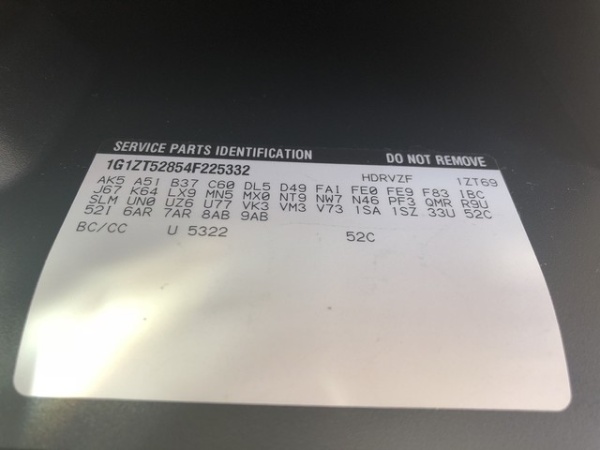 SERVICE PARTS IDENTIFICATION DO NOT REMOVE
1G1ZT52854F225332 HDRVZF 1ZT69
AK5 A51 B37 C60 DL5 D49 FA1 FE0 FE9 F83 1BC
J67 K64 LX9 MN5 MX0 NT9 NW7 N46 PF3 QMR R9U
SLM UN0 UZ6 U77 VK3 VM3 V73 1SA 1SZ 33U 52C
52I 6AR 7AR 8AB 9AB
BC/CC U 5322 52C